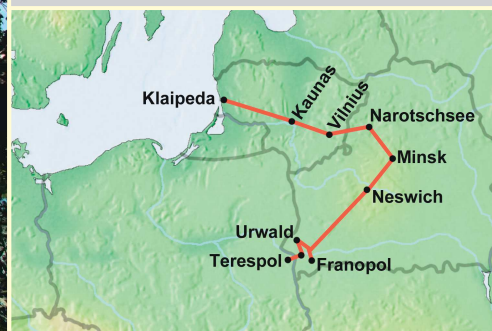 Klaipeda
Kaunas
Vilnius
Narotschsee
Minsk
Neswich
Urwald
Terespol
Franopol